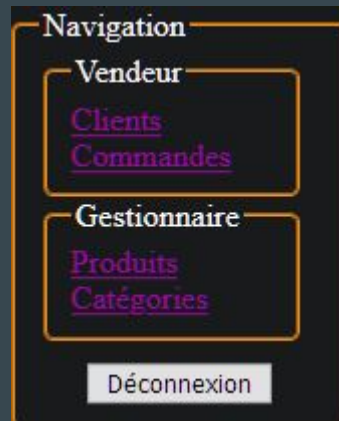 Navigation
Vendeur
Clients
Commandes
Gestionnaire
Produits
Catégories
Déconnexion